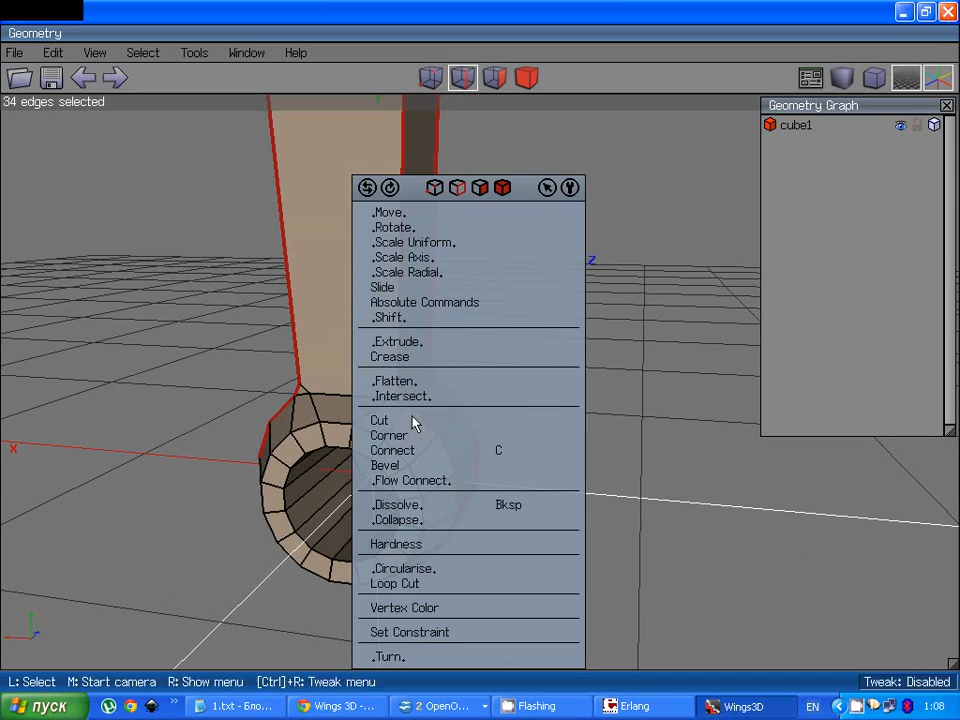 Geometry
File Edit View Select Tools Window Help
34 edges selected
Geometry Graph
cube1
.Move.
.Rotate.
.Scale Uniform.
.Scale Axis.
.Scale Radial.
Slide
Absolute Commands
.Shift.
.Extrude.
Crease
.Flatten.
.Intersect.
Cut
Corner
Connect C
Bevel
.Flow Connect.
.Dissolve. Bksp
.Collapse.
Hardness
.Circularise.
Loop Cut
Vertex Color
Set Constraint
.Turn.
Z
X
L: Select M: Start camera R: Show menu [Ctrl]+R: Tweak menu Tweak: Disabled
пуск 1.txt - Бло... Wings 3D -... 2 OpenO... Flashing Erlang Wings3D EN 1:08